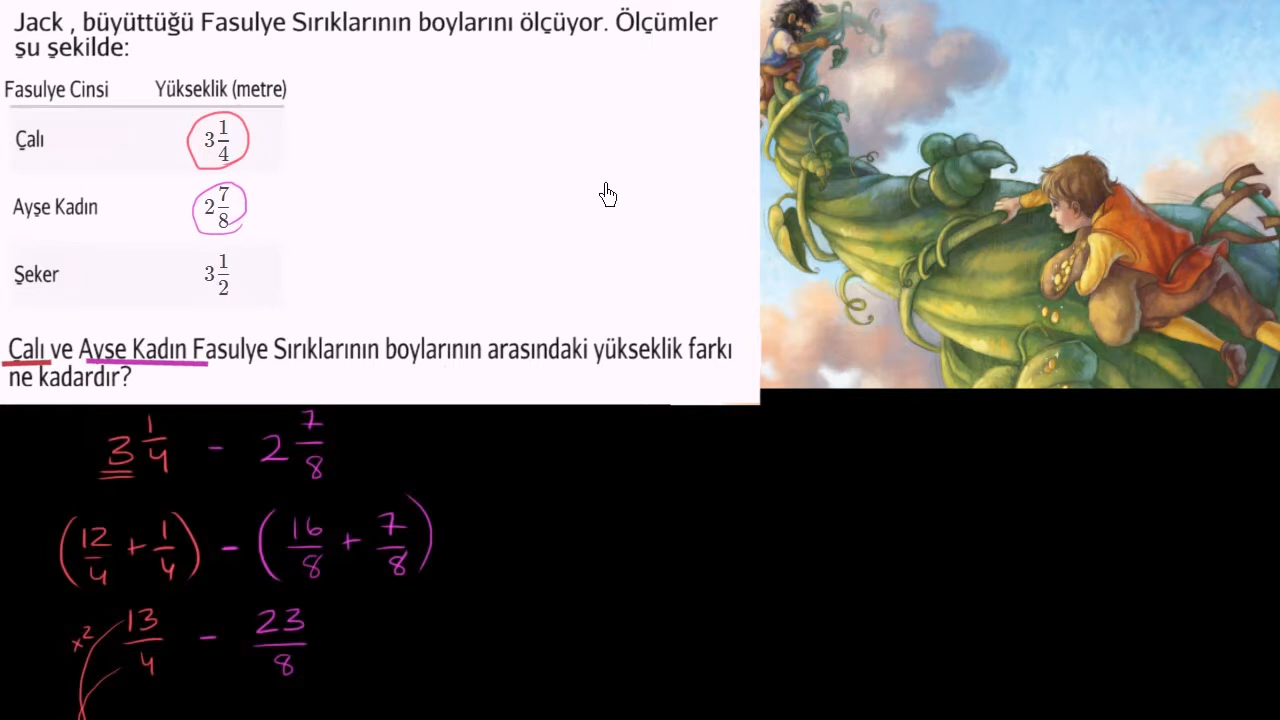 Jack , büyüttüğü Fasulye Sırıklarının boylarını ölçüyor. Ölçümler
şu şekilde:
Fasulye Cinsi Yükseklik (metre)
Çalı 3 1/4
Ayşe Kadın 2 7/8
Şeker 3 1/2
Çalı ve Ayşe Kadın Fasulye Sırıklarının boylarının arasındaki yükseklik farkı
ne kadardır?
3 1/4 - 2 7/8
(12/4 + 1/4) - (16/8 + 7/8)
x2 13/4 - 23/8